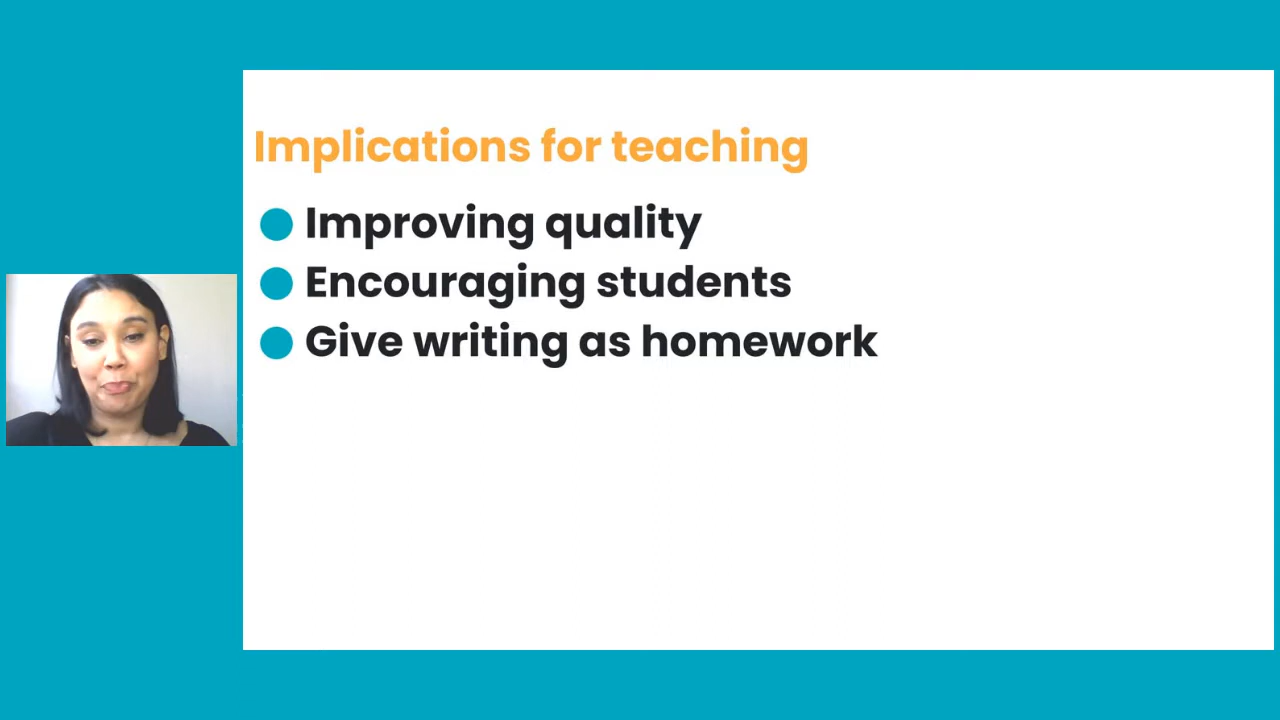 Implications for teaching
Improving quality
Encouraging students
Give writing as homework